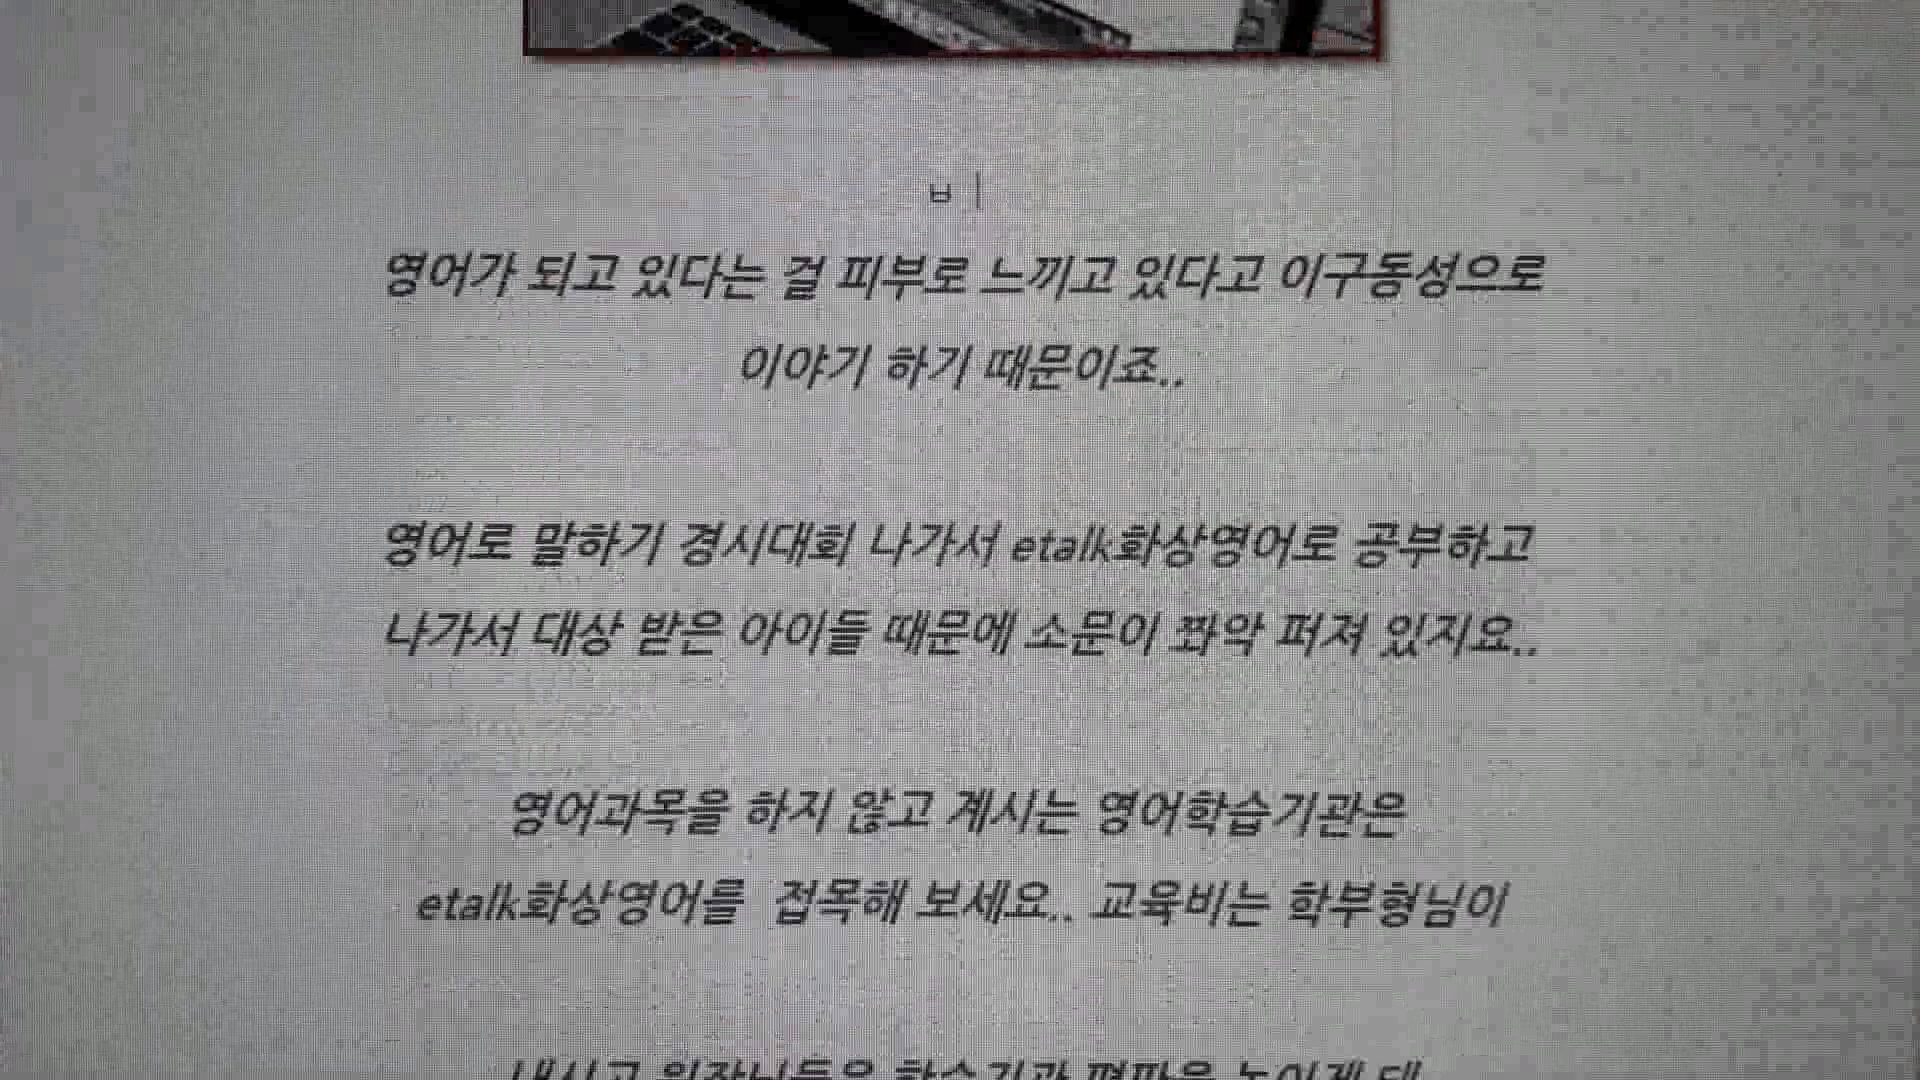 ㅂ
영어가 되고 있다는 걸 피부로 느끼고 있다고 이구동성으로
이야기 하기 때문이죠..
영어로 말하기 경시대회 나가서 etalk화상영어로 공부하고
나가서 대상 받은 아이들 때문에 소문이 쫘악 퍼져 있지요..
영어과목을 하지 않고 계시는 영어학습기관은
etalk화상영어를 접목해 보세요.. 교육비는 학부형님이